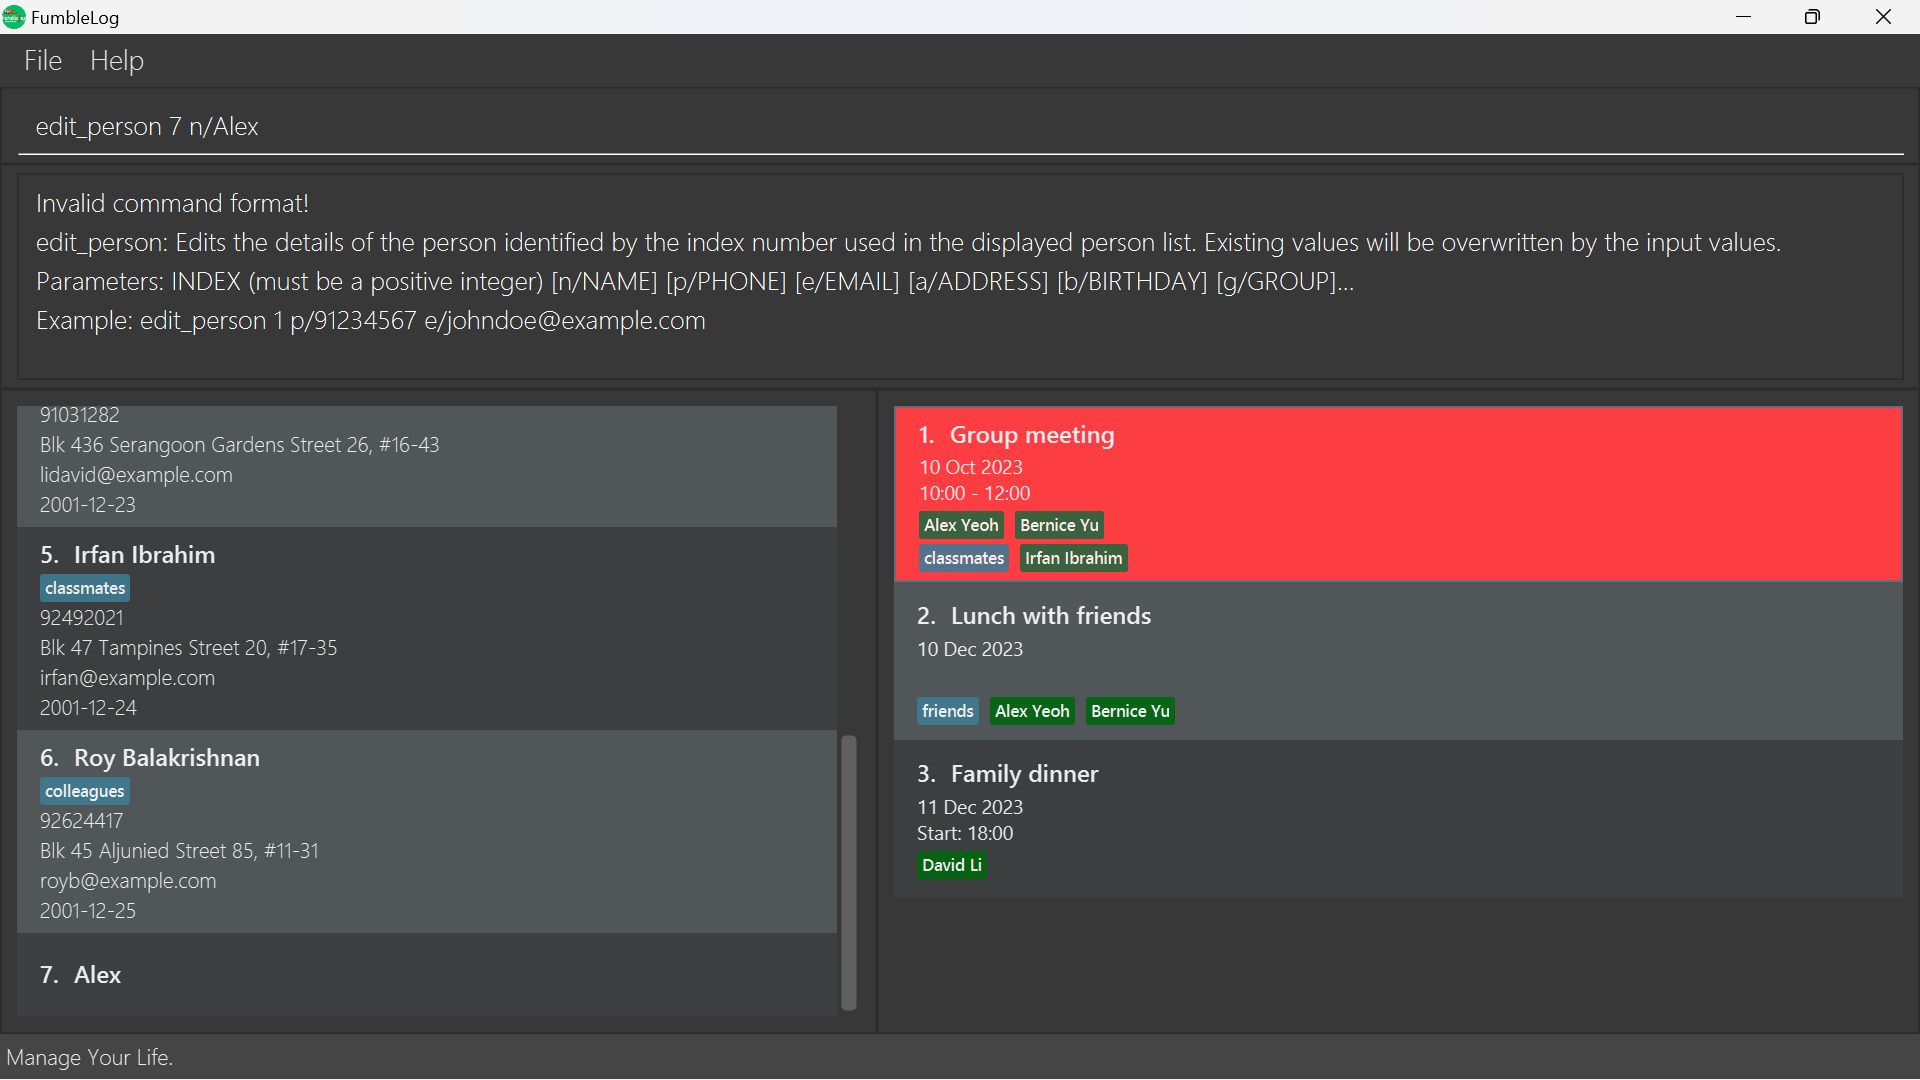 FumbleLog
File Help
edit_person 7 n/Alex
Invalid command format!
edit_person: Edits the details of the person identified by the index number used in the displayed person list. Existing values will be overwritten by the input values.
Parameters: INDEX (must be a positive integer) [n/NAME] [p/PHONE] [e/EMAIL] [a/ADDRESS] [b/BIRTHDAY] [g/GROUP]...
Example: edit_person 1 p/91234567 e/johndoe@example.com
91031282
Blk 436 Serangoon Gardens Street 26, #16-43
lidavid@example.com
2001-12-23
5. Irfan Ibrahim
classmates
92492021
Blk 47 Tampines Street 20, #17-35
irfan@example.com
2001-12-24
6. Roy Balakrishnan
colleagues
92624417
Blk 45 Aljunied Street 85, #11-31
royb@example.com
2001-12-25
7. Alex
1. Group meeting
10 Oct 2023
10:00 - 12:00
Alex Yeoh Bernice Yu
classmates Irfan Ibrahim
2. Lunch with friends
10 Dec 2023
friends Alex Yeoh Bernice Yu
3. Family dinner
11 Dec 2023
Start: 18:00
David Li
Manage Your Life.